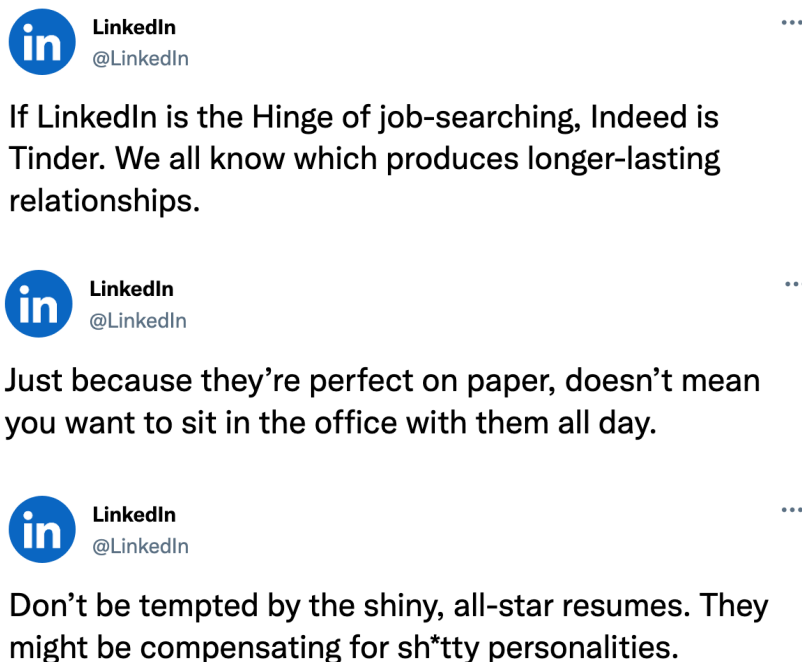 in
LinkedIn
@LinkedIn
If LinkedIn is the Hinge of job-searching, Indeed is
Tinder. We all know which produces longer-lasting
relationships.
in
LinkedIn
@LinkedIn
Just because they’re perfect on paper, doesn’t mean
you want to sit in the office with them all day.
in
LinkedIn
@LinkedIn
Don’t be tempted by the shiny, all-star resumes. They
might be compensating for sh*tty personalities.